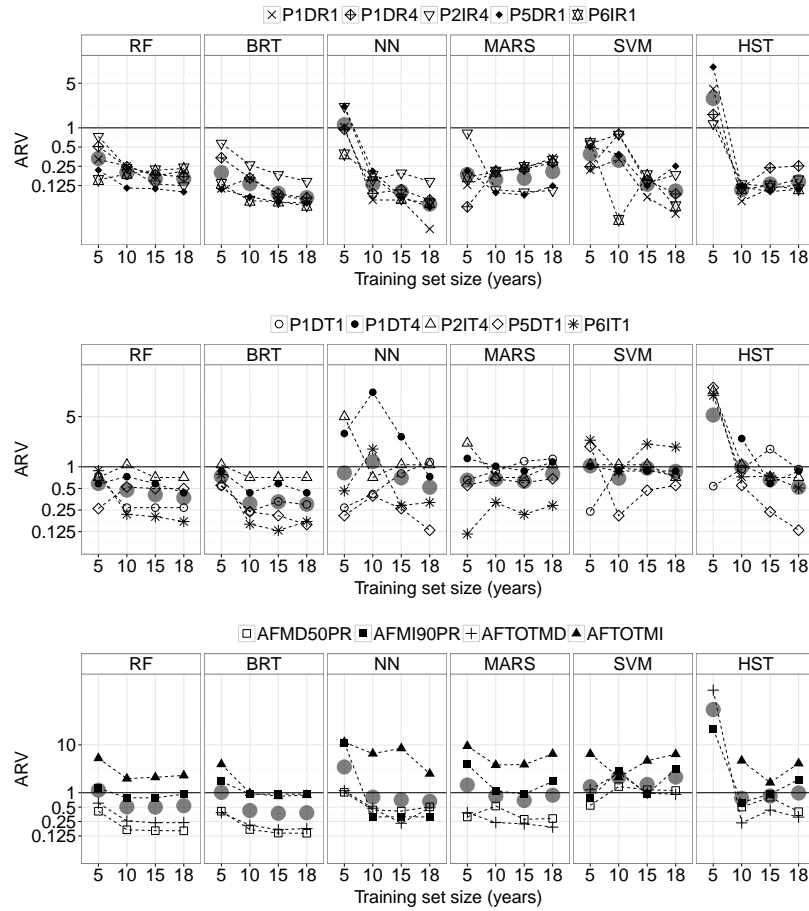 P1DR1 P1DR4 P2IR4 P5DR1 P6IR1
RF BRT NN MARS SVM HST
5
1
0.5
0.25
0.125
ARV
5 10 15 18 5 10 15 18 5 10 15 18 5 10 15 18 5 10 15 18 5 10 15 18
Training set size (years)
P1DT1 P1DT4 P2IT4 P5DT1 P6IT1
RF BRT NN MARS SVM HST
5
1
0.5
0.25
0.125
ARV
5 10 15 18 5 10 15 18 5 10 15 18 5 10 15 18 5 10 15 18 5 10 15 18
Training set size (years)
AFMD50PR AFMI90PR AFTOTMD AFTOTMI
RF BRT NN MARS SVM HST
10
1
0.5
0.25
0.125
ARV
5 10 15 18 5 10 15 18 5 10 15 18 5 10 15 18 5 10 15 18 5 10 15 18
Training set size (years)